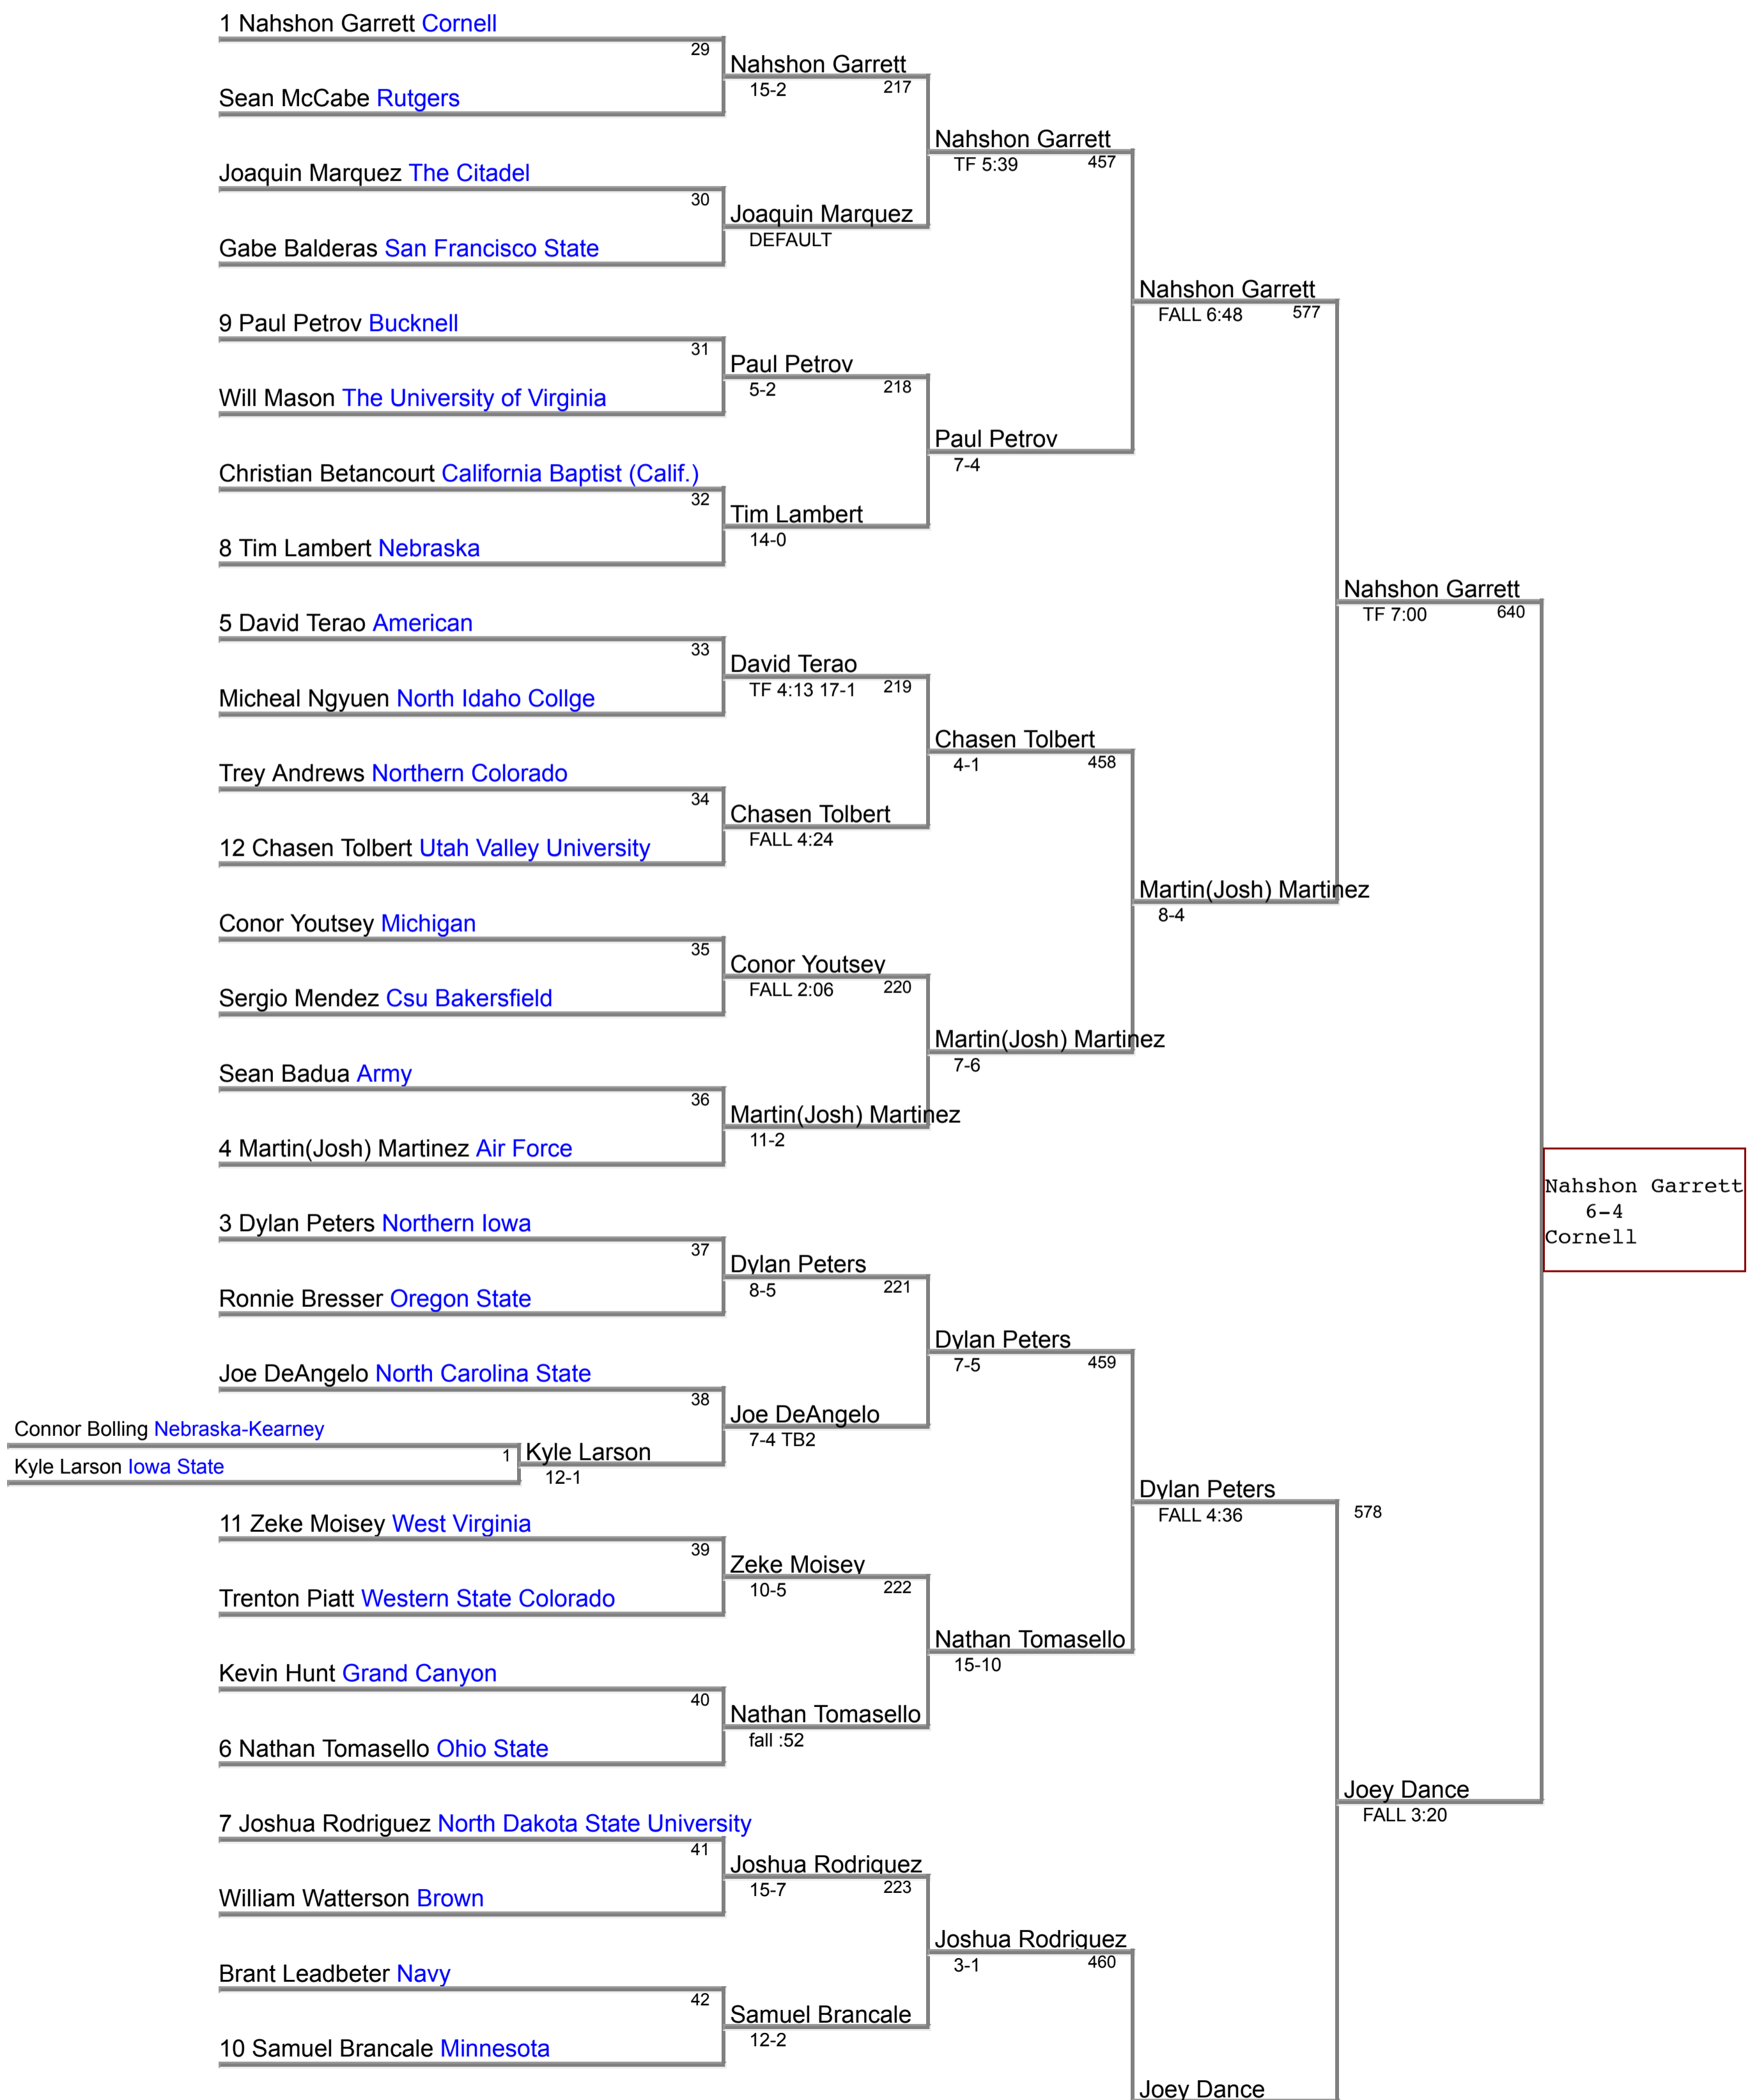 1 Nahshon Garrett Cornell
29
Nahshon Garrett
15-2 217
Sean McCabe Rutgers
Nahshon Garrett
TF 5:39 457
Joaquin Marquez The Citadel
30
Joaquin Marquez
DEFAULT
Gabe Balderas San Francisco State
Nahshon Garrett
FALL 6:48 577
9 Paul Petrov Bucknell
31
Paul Petrov
5-2 218
Will Mason The University of Virginia
Paul Petrov
7-4
Christian Betancourt California Baptist (Calif.)
32
Tim Lambert
14-0
8 Tim Lambert Nebraska
Nahshon Garrett
TF 7:00 640
5 David Terao American
33
David Terao
TF 4:13 17-1 219
Micheal Ngyuen North Idaho Collge
Chasen Tolbert
4-1 458
Trey Andrews Northern Colorado
34
Chasen Tolbert
FALL 4:24
12 Chasen Tolbert Utah Valley University
Martin(Josh) Martinez
8-4
Conor Youtsey Michigan
35
Conor Youtsey
FALL 2:06 220
Sergio Mendez Csu Bakersfield
Martin(Josh) Martinez
7-6
Sean Badua Army
36
Martin(Josh) Martinez
11-2
4 Martin(Josh) Martinez Air Force
Nahshon Garrett
6-4
Cornell
3 Dylan Peters Northern Iowa
37
Dylan Peters
8-5 221
Ronnie Bresser Oregon State
Dylan Peters
7-5 459
Joe DeAngelo North Carolina State
38
Joe DeAngelo
7-4 TB2
Connor Bolling Nebraska-Kearney
1
Kyle Larson
12-1
Kyle Larson Iowa State
Dylan Peters
FALL 4:36
578
11 Zeke Moisey West Virginia
39
Zeke Moisey
10-5 222
Trenton Piatt Western State Colorado
Nathan Tomasello
15-10
Kevin Hunt Grand Canyon
40
Nathan Tomasello
fall :52
6 Nathan Tomasello Ohio State
Joey Dance
FALL 3:20
7 Joshua Rodriguez North Dakota State University
41
Joshua Rodriguez
15-7 223
William Watterson Brown
Joshua Rodriguez
3-1 460
Brant Leadbeter Navy
42
Samuel Brancale
12-2
10 Samuel Brancale Minnesota
Joey Dance